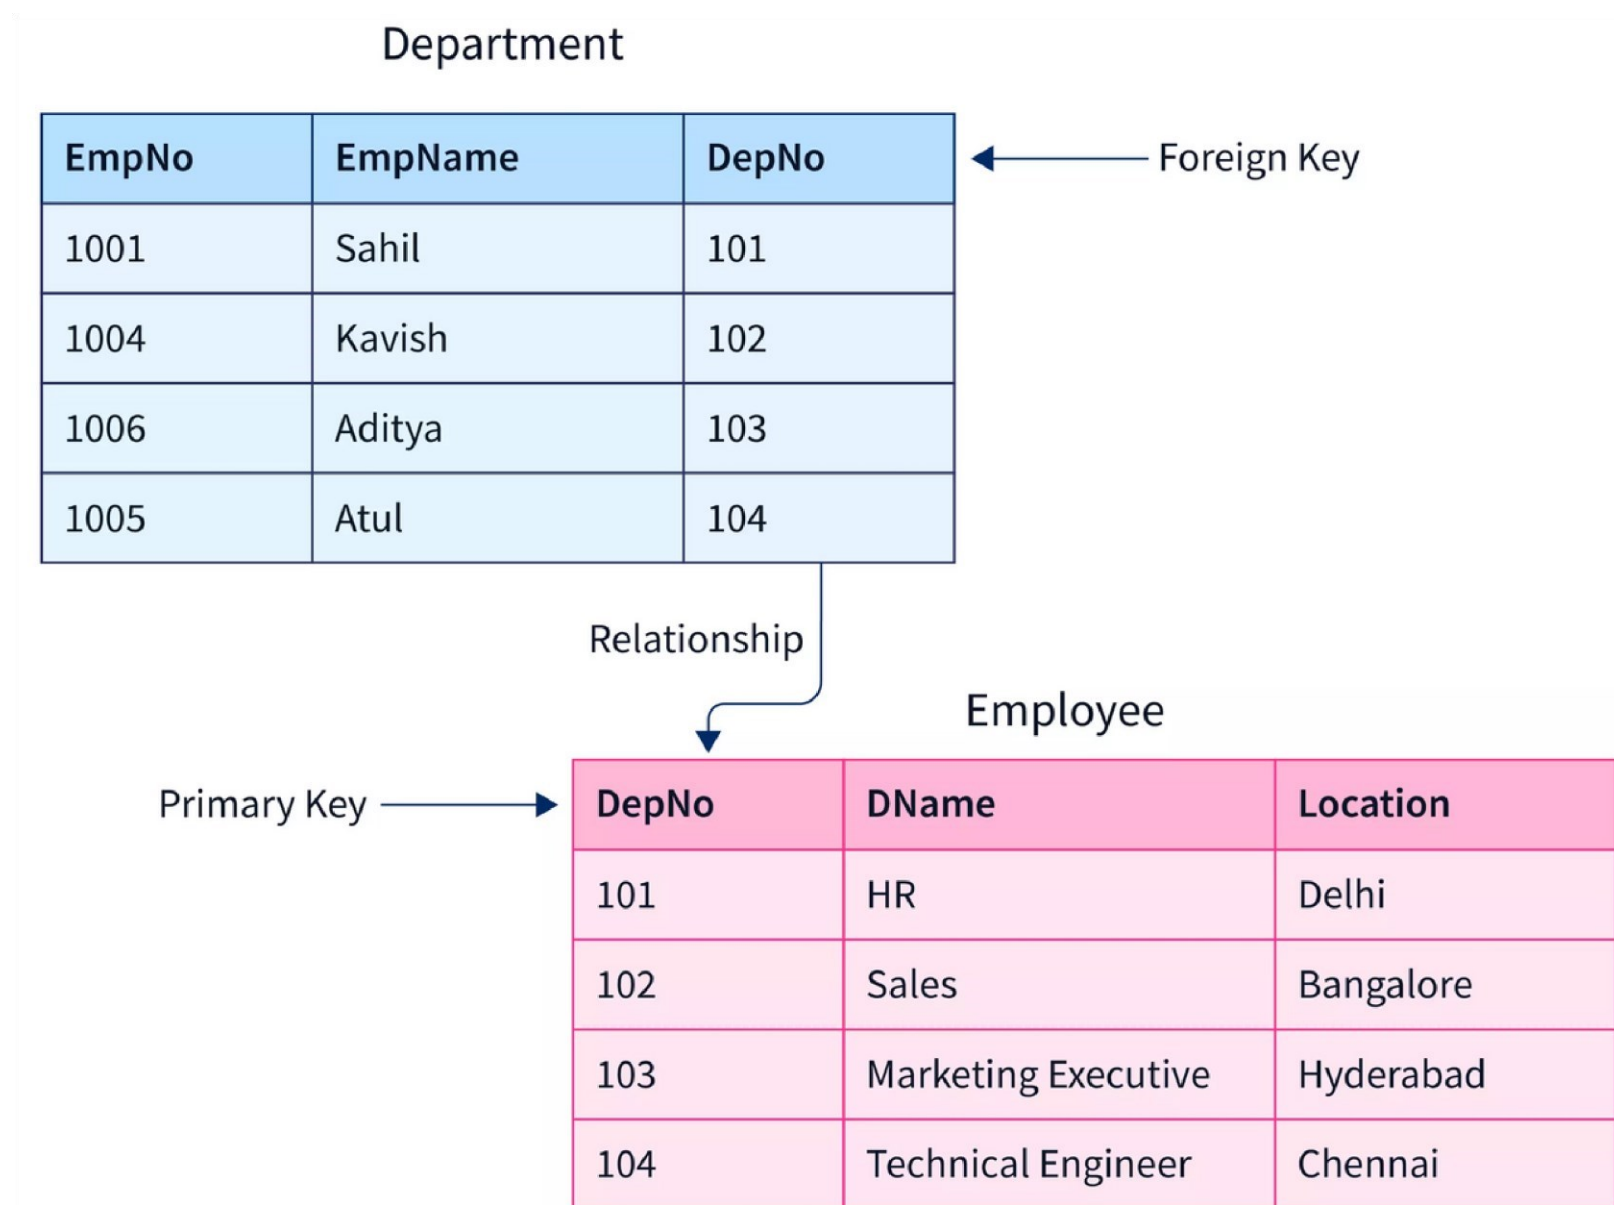 Department
EmpNo EmpName DepNo
Foreign Key
1001 Sahil 101
1004 Kavish 102
1006 Aditya 103
1005 Atul 104
Relationship
Employee
Primary Key
DepNo DName Location
101 HR Delhi
102 Sales Bangalore
103 Marketing Executive Hyderabad
104 Technical Engineer Chennai